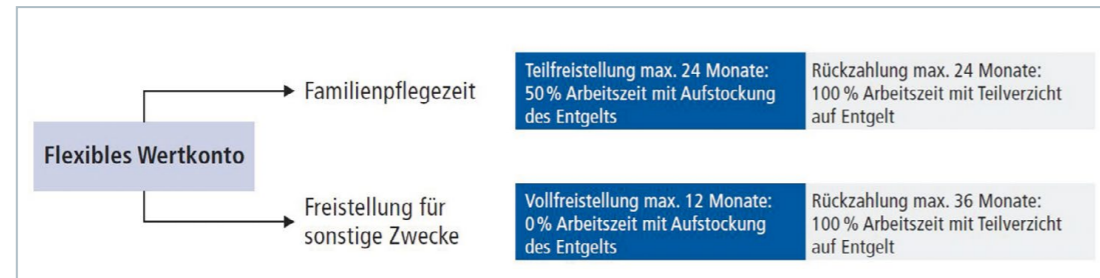 Flexibles Wertkonto
Familienpflegezeit
Teilfreistellung max. 24 Monate:
50 % Arbeitszeit mit Aufstockung
des Entgelts
Rückzahlung max. 24 Monate:
100 % Arbeitszeit mit Teilverzicht
auf Entgelt
Freistellung für
sonstige Zwecke
Vollfreistellung max. 12 Monate:
0 % Arbeitszeit mit Aufstockung
des Entgelts
Rückzahlung max. 36 Monate:
100 % Arbeitszeit mit Teilverzicht
auf Entgelt